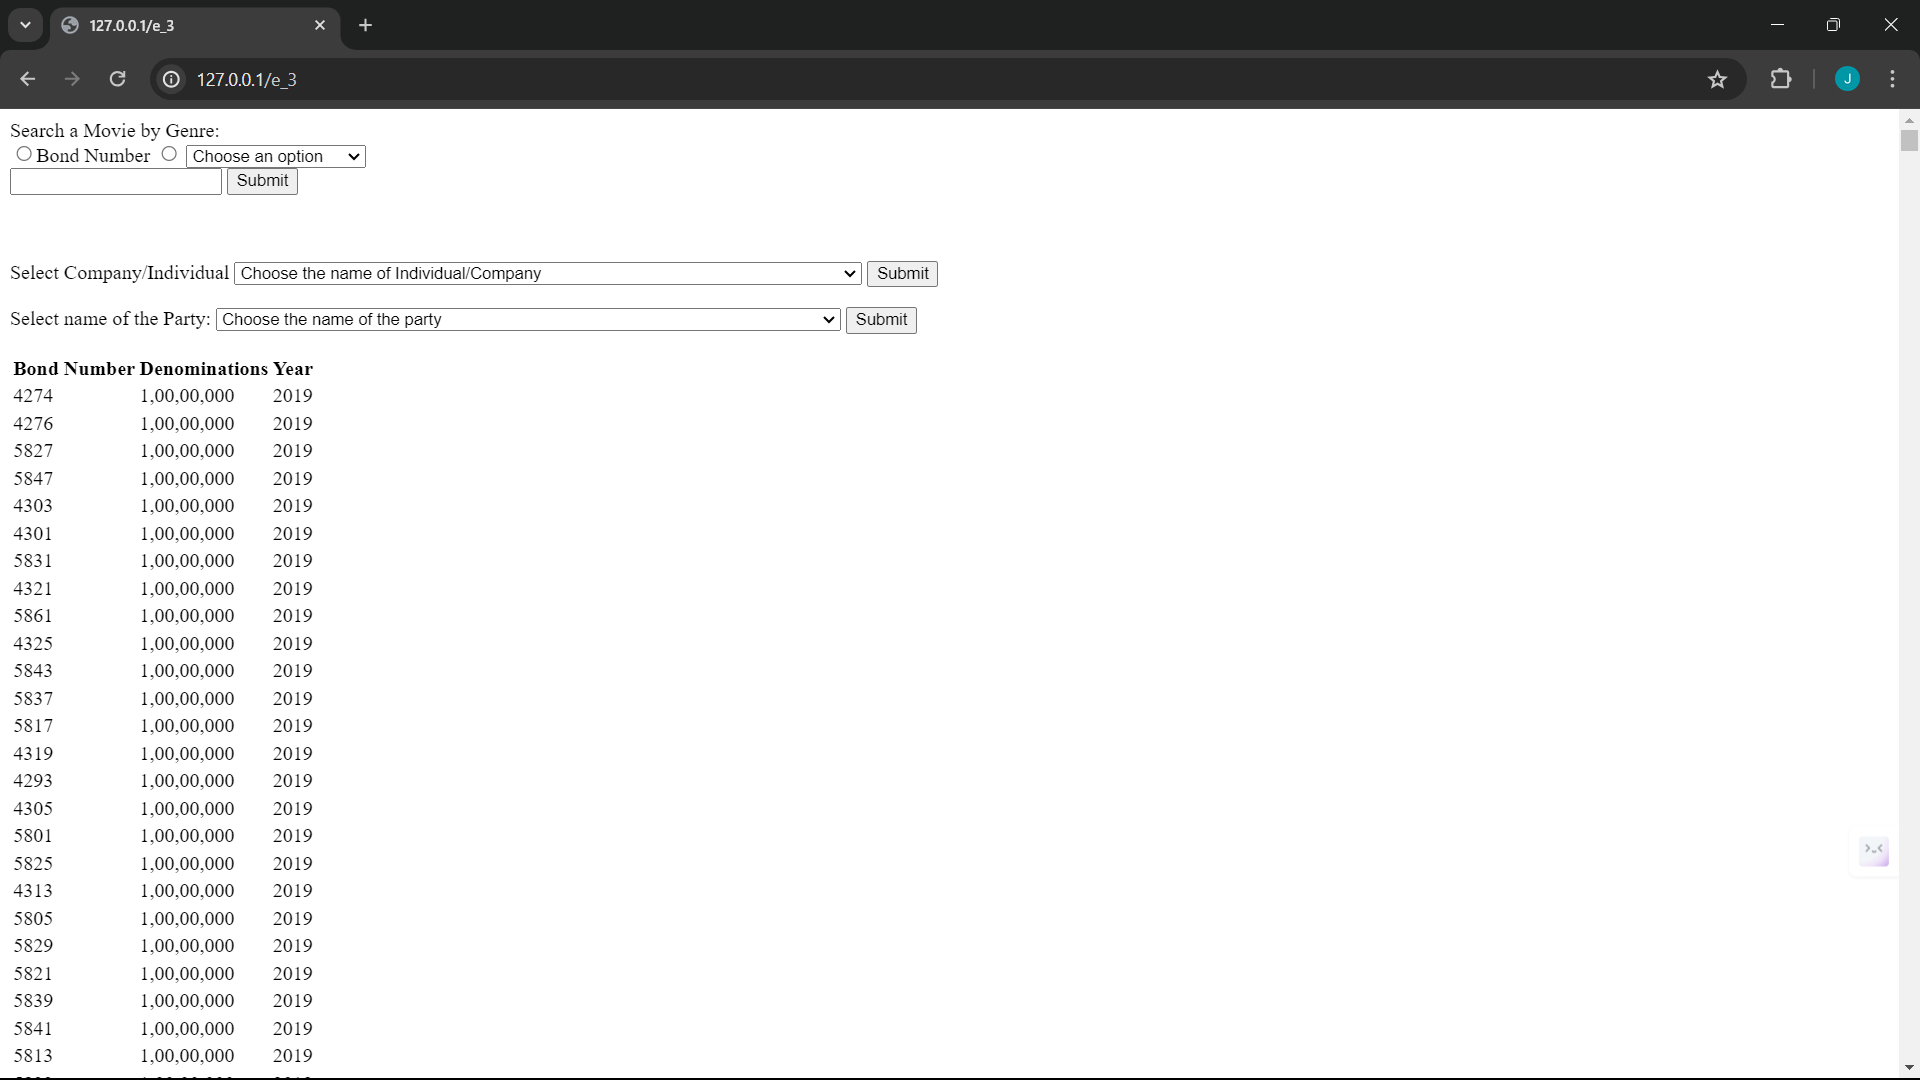 127.0.0.1/e_3
127.0.0.1/e_3
J
Search a Movie by Genre:
Bond Number Choose an option
Submit
Select Company/Individual Choose the name of Individual/Company Submit
Select name of the Party: Choose the name of the party Submit
Bond Number Denominations Year
4274 1,00,00,000 2019
4276 1,00,00,000 2019
5827 1,00,00,000 2019
5847 1,00,00,000 2019
4303 1,00,00,000 2019
4301 1,00,00,000 2019
5831 1,00,00,000 2019
4321 1,00,00,000 2019
5861 1,00,00,000 2019
4325 1,00,00,000 2019
5843 1,00,00,000 2019
5837 1,00,00,000 2019
5817 1,00,00,000 2019
4319 1,00,00,000 2019
4293 1,00,00,000 2019
4305 1,00,00,000 2019
5801 1,00,00,000 2019
5825 1,00,00,000 2019
4313 1,00,00,000 2019
5805 1,00,00,000 2019
5829 1,00,00,000 2019
5821 1,00,00,000 2019
5839 1,00,00,000 2019
5841 1,00,00,000 2019
5813 1,00,00,000 2019